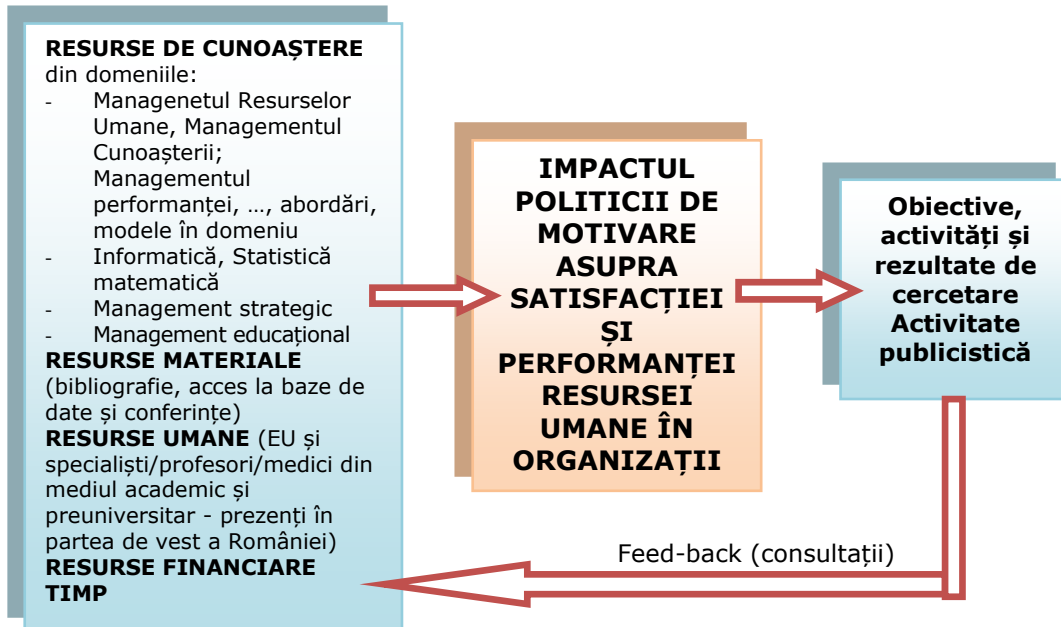 RESURSE DE CUNOAȘTERE
din domeniile:
- Managenetul Resurselor
Umane, Managementul
Cunoașterii;
Managementul
performanței, …, abordări,
modele în domeniu
- Informatică, Statistică
matematică
- Management strategic
- Management educațional
RESURSE MATERIALE
(bibliografie, acces la baze de
date și conferințe)
RESURSE UMANE (EU și
specialiști/profesori/medici din
mediul academic și
preuniversitar - prezenți în
partea de vest a României)
RESURSE FINANCIARE
TIMP
IMPACTUL
POLITICII DE
MOTIVARE
ASUPRA
SATISFACȚIEI
ȘI
PERFORMANȚEI
RESURSEI
UMANE ÎN
ORGANIZAȚII
Obiective,
activități și
rezultate de
cercetare
Activitate
publicistică
Feed-back (consultații)